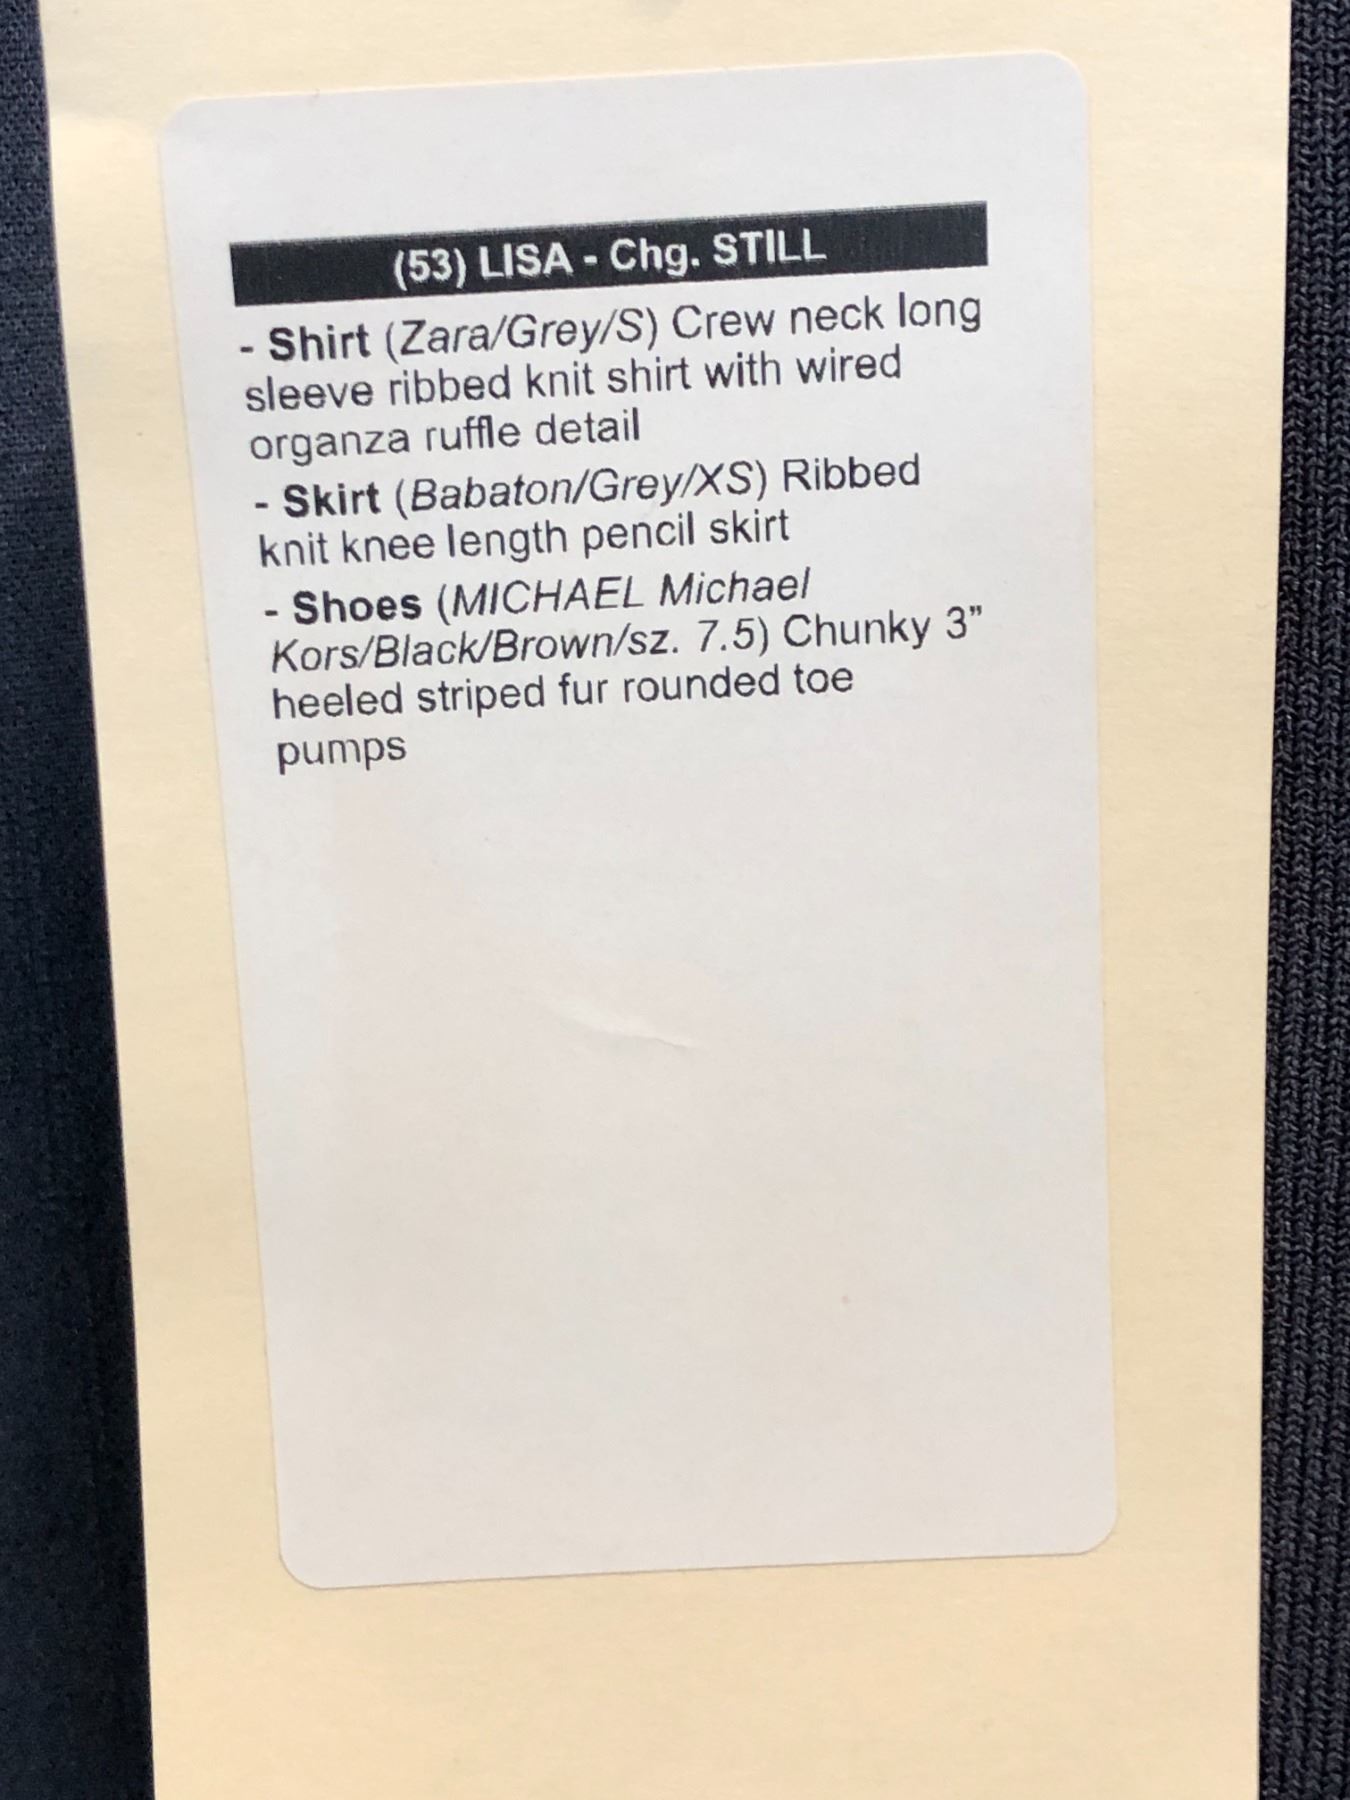 (53) LISA - Chg. STILL
- Shirt (Zara/Grey/S) Crew neck long
sleeve ribbed knit shirt with wired
organza ruffle detail
- Skirt (Babaton/Grey/XS) Ribbed
knit knee length pencil skirt
- Shoes (MICHAEL Michael
Kors/Black/Brown/sz. 7.5) Chunky 3”
heeled striped fur rounded toe
pumps